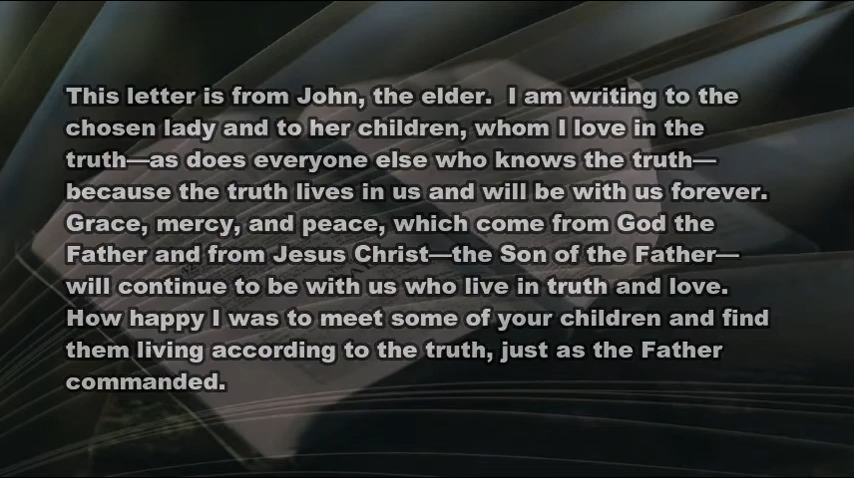 This letter is from John, the elder.  I am writing to the
chosen lady and to her children, whom I love in the
truth—as does everyone else who knows the truth—
because the truth lives in us and will be with us forever.
Grace, mercy, and peace, which come from God the
Father and from Jesus Christ—the Son of the Father—
will continue to be with us who live in truth and love.
How happy I was to meet some of your children and find
them living according to the truth, just as the Father
commanded.